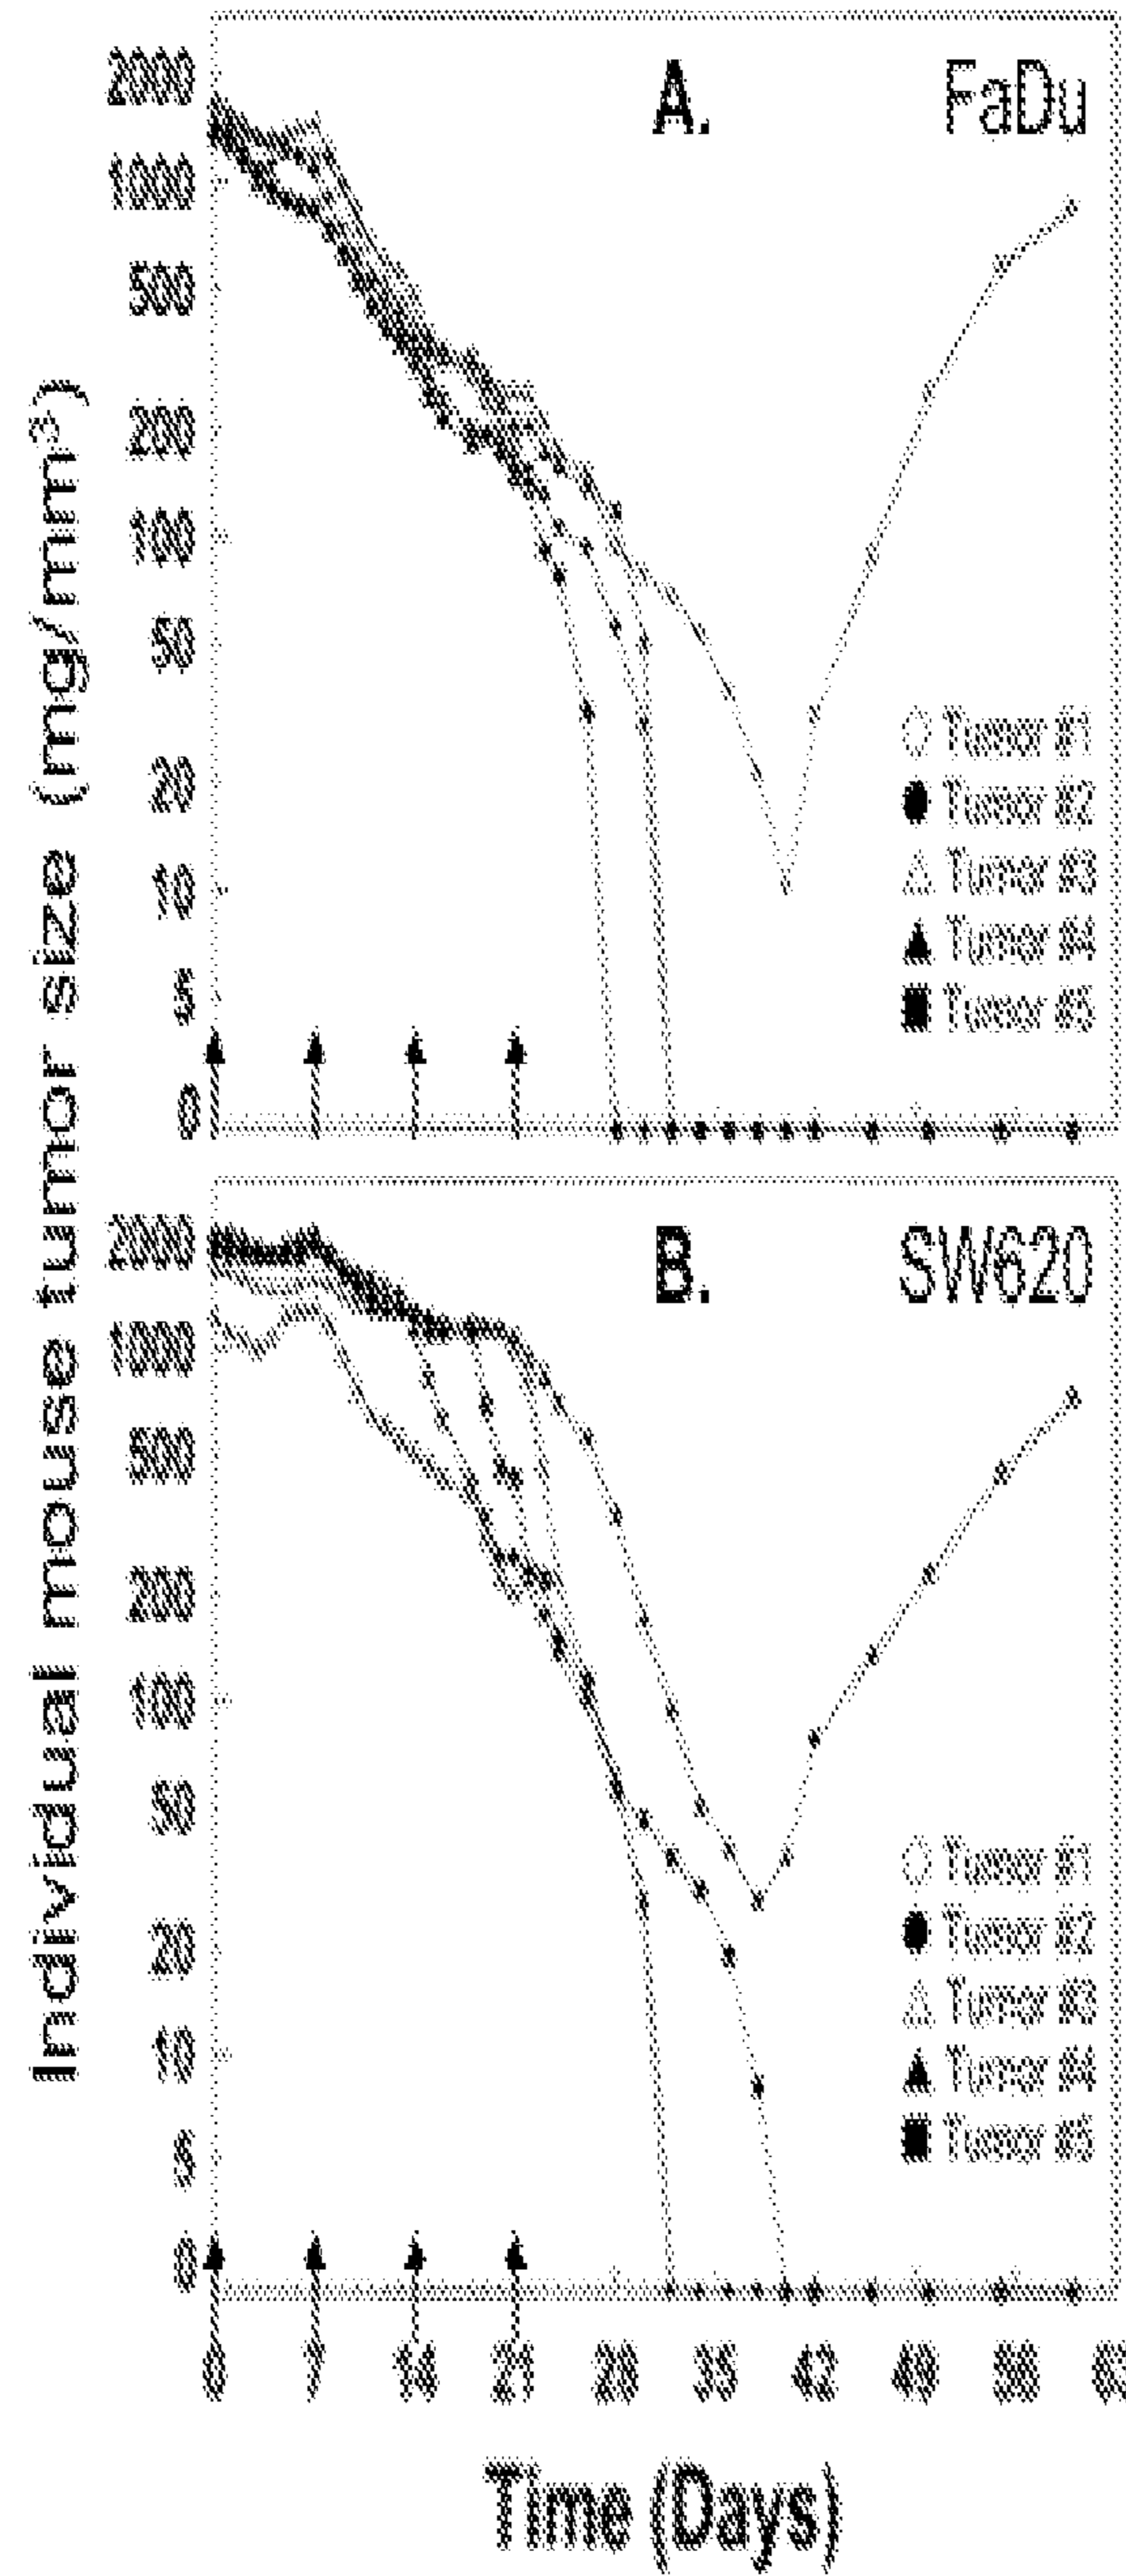 Individual mouse tumor size (mg/mm³)
A. FaDu
2000
1000
500
200
100
50
20
10
5
0
Tumor #1
Tumor #2
Tumor #3
Tumor #4
Tumor #5
B. SW620
2000
1000
500
200
100
50
20
10
5
0
Tumor #1
Tumor #2
Tumor #3
Tumor #4
Tumor #5
0 7 14 21 28 35 42 49 56 63
Time (Days)